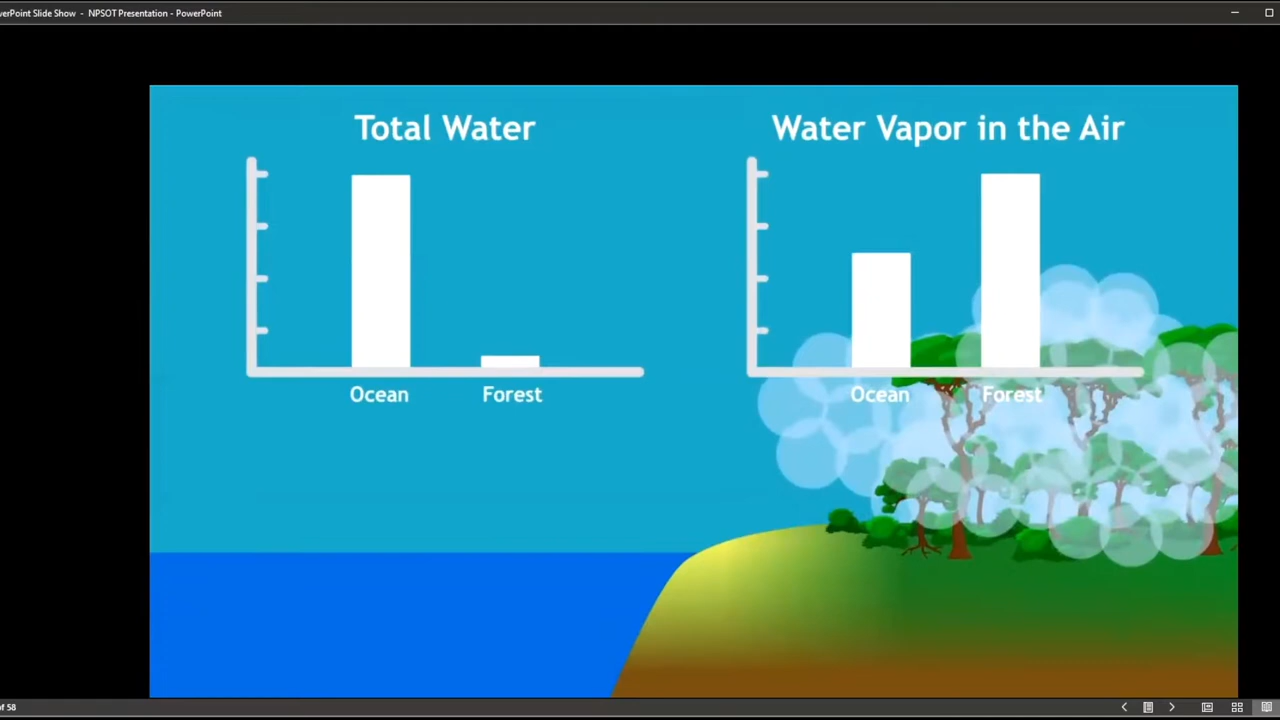 PowerPoint Slide Show - NPSOT Presentation - PowerPoint
Total Water
Water Vapor in the Air
Ocean
Forest
Ocean
Forest
of 58